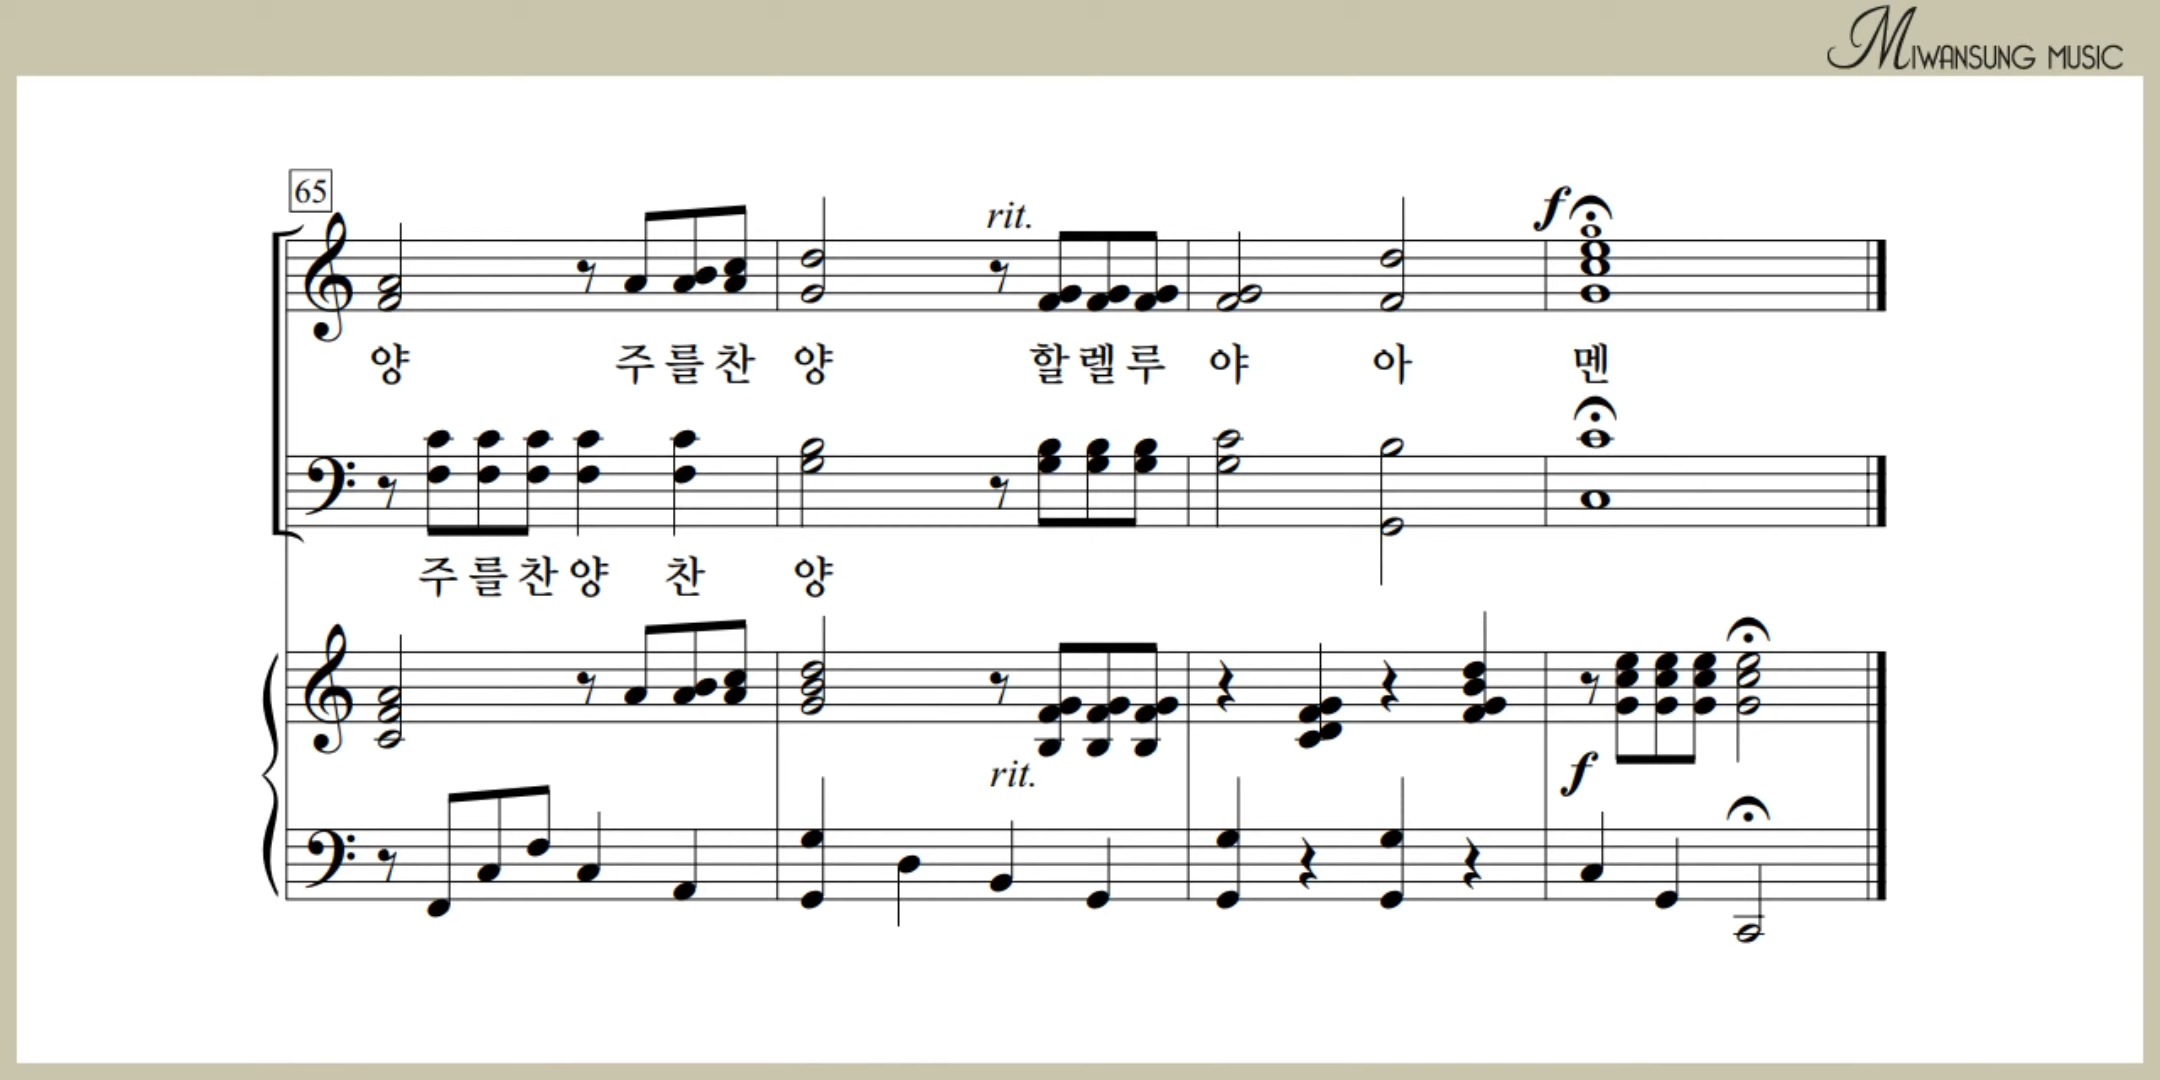 MIWANSUNG MUSIC
65
rit.
f
양 주를찬 양 할렐루 야 아 멘
주를찬양 찬 양
rit.
f